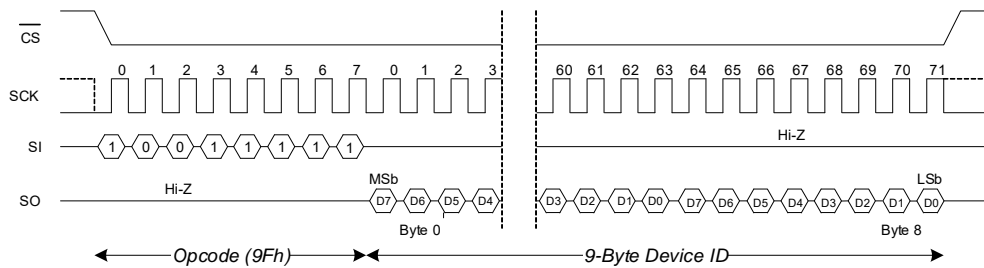 CS
0 1 2 3 4 5 6 7 0 1 2 3 60 61 62 63 64 65 66 67 68 69 70 71
SCK
Hi-Z
SI 1 0 0 1 1 1 1 1
Hi-Z MSb LSb
SO D7 D6 D5 D4 D3 D2 D1 D0 D7 D6 D5 D4 D3 D2 D1 D0
Byte 0 Byte 8
Opcode (9Fh) 9-Byte Device ID